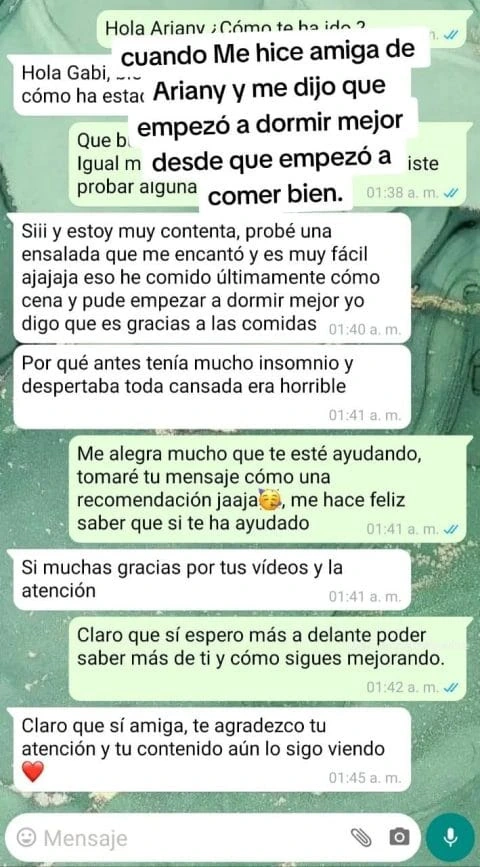 Hola Ariany ¿Cómo te ha ido ?
cuando Me hice amiga de
Ariany y me dijo que
empezó a dormir mejor
desde que empezó a
comer bien.
Hola Gabi,
cómo ha
Que
Igual
probar alguna
01:38 a. m.
Siii y estoy muy contenta, probé una
ensalada que me encantó y es muy fácil
ajajaja eso he comido últimamente cómo
cena y pude empezar a dormir mejor yo
digo que es gracias a las comidas
01:40 a. m.
Por qué antes tenía mucho insomnio y
despertaba toda cansada era horrible
01:41 a. m.
Me alegra mucho que te esté ayudando,
tomaré tu mensaje cómo una
recomendación jaaja🥳, me hace feliz
saber que si te ha ayudado
01:41 a. m.
Si muchas gracias por tus vídeos y la
atención
01:41 a. m.
Claro que sí espero más a delante poder
saber más de ti y cómo sigues mejorando.
01:42 a. m.
Claro que sí amiga, te agradezco tu
atención y tu contenido aún lo sigo viendo
❤️
01:45 a. m.
Mensaje